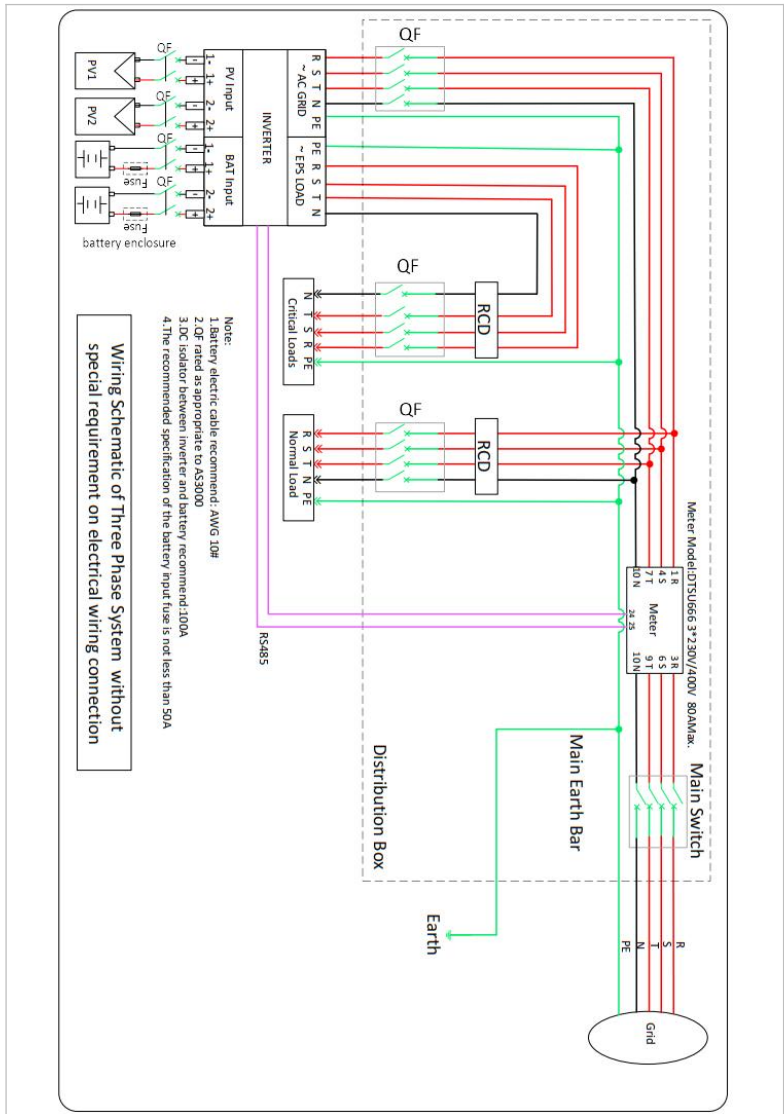 PV1
PV2
QF
QF
QF
QF
Fuse
Fuse
battery enclosure
1- 1+ 2- 2+
PV Input
1- 1+ 2- 2+
BAT Input
- + - + - + - +
INVERTER
~ AC GRID
R S T N PE
~ EPS LOAD
PE R S T N
QF
QF
RCD
N T S R PE
Critical Loads
QF
RCD
R S T N PE
Normal Load
Meter Model:DTSU666 3*230V/400V 80AMax.
1 R 4 S 7 T 10 N
Meter
24 25
3 R 6 S 9 T 10 N
RS485
Main Switch
Main Earth Bar
Distribution Box
Earth
R
S
T
N
PE
Grid
Note:
1.Battery electric cable recommend: AWG 10#
2.QF rated as appropriate to AS3000
3.DC isolator between inverter and battery recommend:100A
4.The recommended specification of the battery input fuse is not less than 50A
Wiring Schematic of Three Phase System without
special requirement on electrical wiring connection